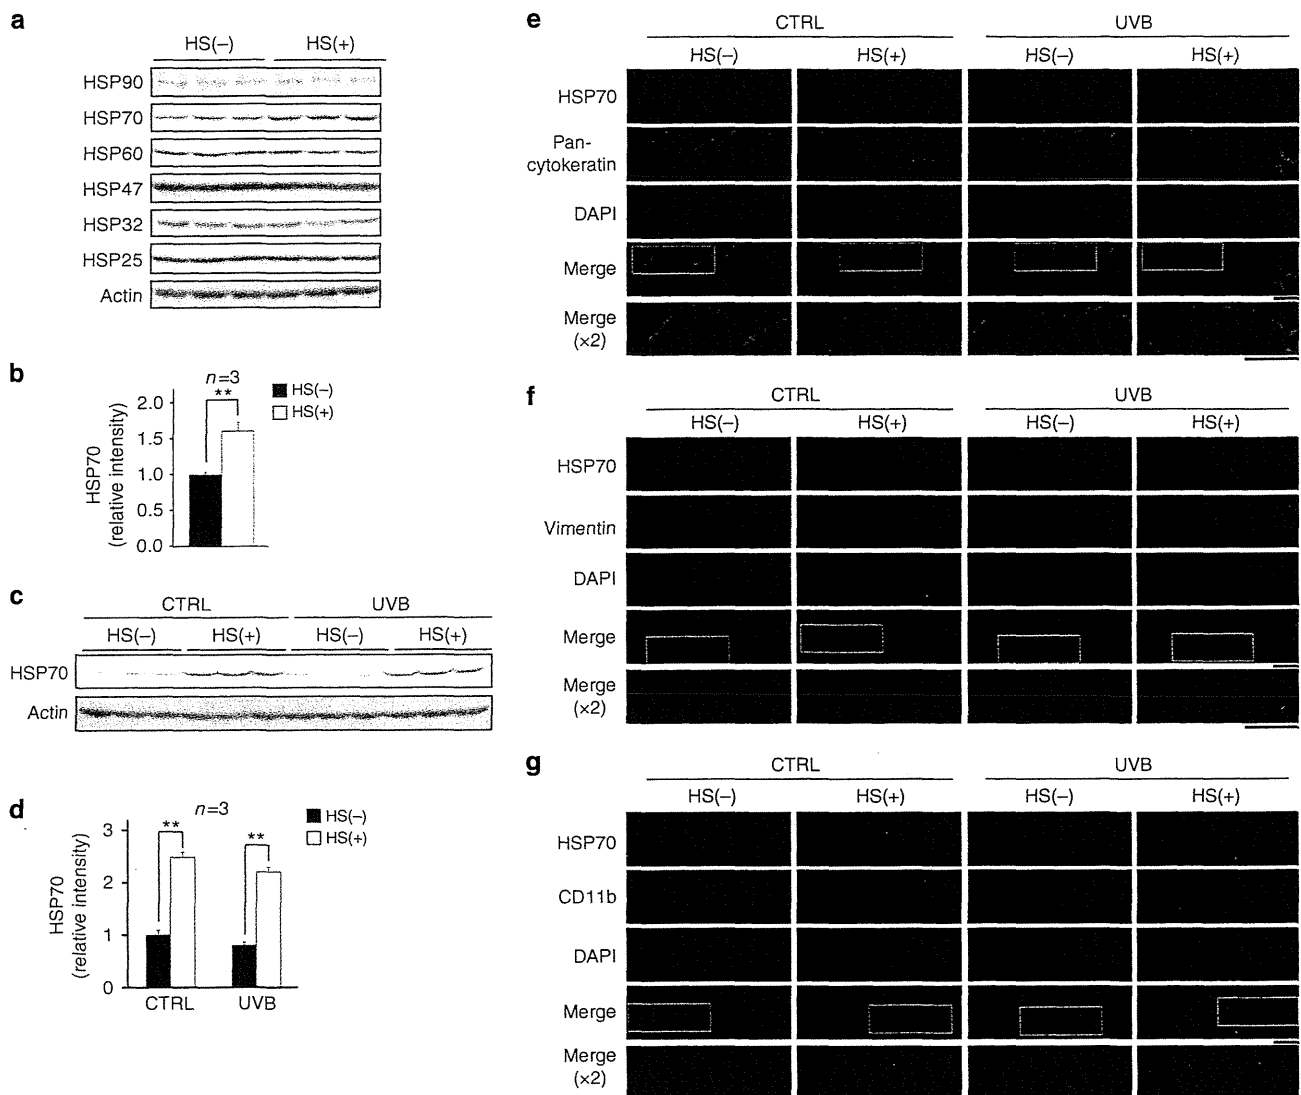 a
HS(–) HS(+)
HSP90
HSP70
HSP60
HSP47
HSP32
HSP25
Actin
b
n=3
**
HS(–)
HS(+)
2.0
1.5
1.0
0.5
0.0
HSP70
(relative intensity)
c
CTRL UVB
HS(–) HS(+) HS(–) HS(+)
HSP70
Actin
d
n=3
** **
HS(–)
HS(+)
3
2
1
0
HSP70
(relative intensity)
CTRL UVB
e
CTRL UVB
HS(–) HS(+) HS(–) HS(+)
HSP70
Pan-
cytokeratin
DAPI
Merge
Merge
(×2)
f
CTRL UVB
HS(–) HS(+) HS(–) HS(+)
HSP70
Vimentin
DAPI
Merge
Merge
(×2)
g
CTRL UVB
HS(–) HS(+) HS(–) HS(+)
HSP70
CD11b
DAPI
Merge
Merge
(×2)